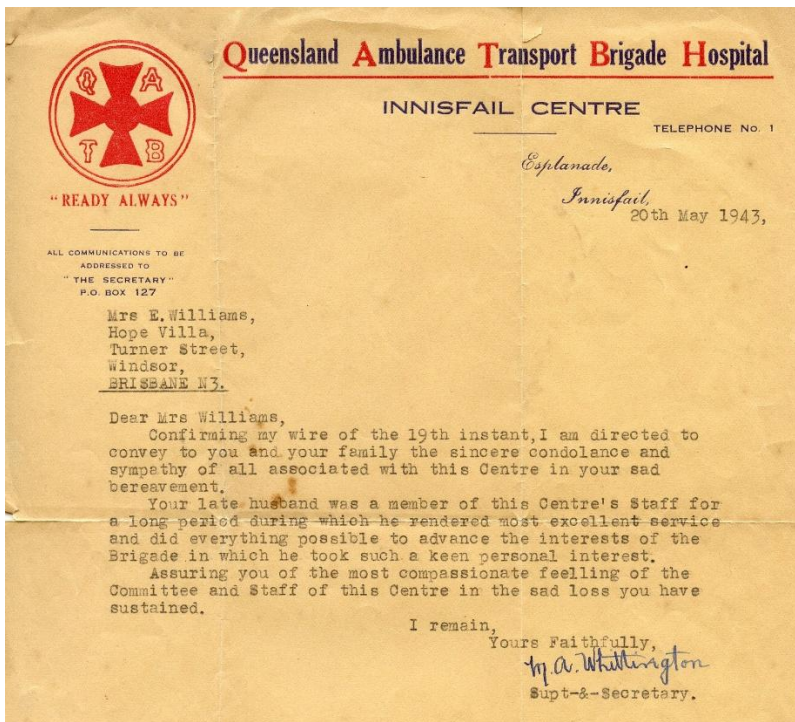 Queensland Ambulance Transport Brigade Hospital
INNISFAIL CENTRE
TELEPHONE No. 1
Q A
T B
"READY ALWAYS"
ALL COMMUNICATIONS TO BE
ADDRESSED TO
"THE SECRETARY"
P.O. BOX 127
Esplanade,
Innisfail,
20th May 1943,
Mrs E.Williams,
Hope Villa,
Turner Street,
Windsor,
BRISBANE N3.
Dear Mrs Williams,
Confirming my wire of the 19th instant,I am directed to
convey to you and your family the sincere condolance and
sympathy of all associated with this Centre in your sad
bereavement.
Your late husband was a member of this Centre's Staff for
a long period during which he rendered most excellent service
and did everything possible to advance the interests of the
Brigade in which he took such a keen personal interest.
Assuring you of the most compassionate feelling of the
Committee and Staff of this Centre in the sad loss you have
sustained.
I remain,
Yours Faithfully,
M.A. Whittington
Supt-&-Secretary.